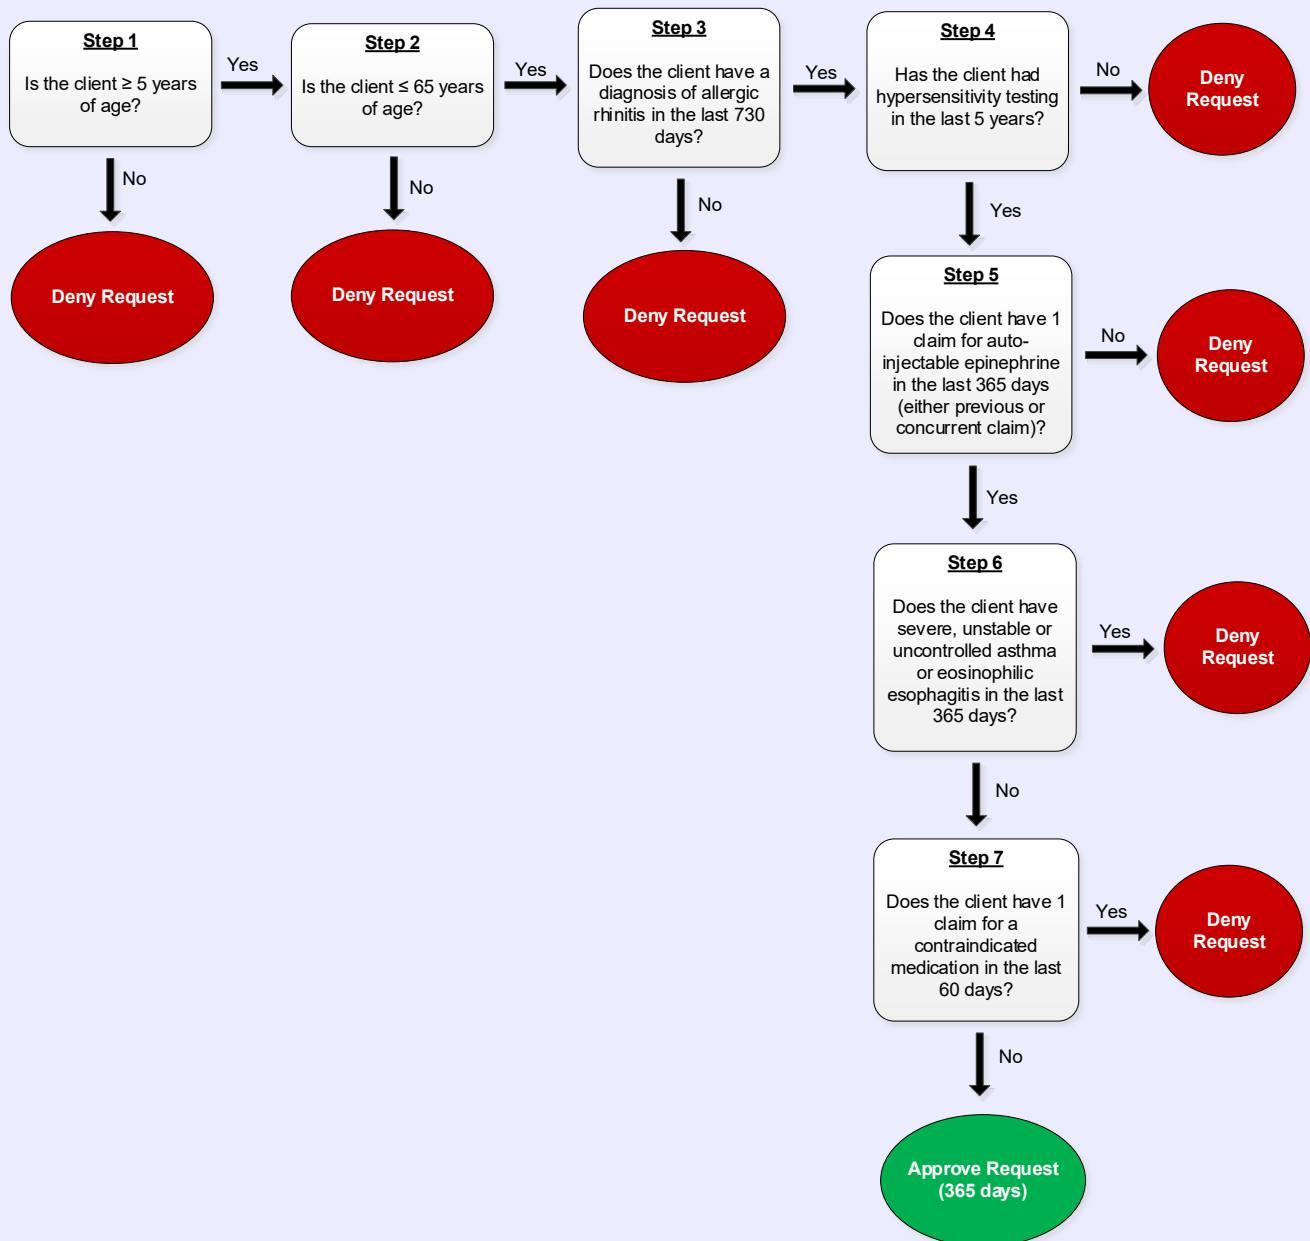 Step 1
Is the client ≥ 5 years
of age?
Yes
No
Deny Request
Step 2
Is the client ≤ 65 years
of age?
Yes
No
Deny Request
Step 3
Does the client have a
diagnosis of allergic
rhinitis in the last 730
days?
Yes
No
Deny Request
Step 4
Has the client had
hypersensitivity testing
in the last 5 years?
No
Deny
Request
Yes
Step 5
Does the client have 1
claim for auto-
injectable epinephrine
in the last 365 days
(either previous or
concurrent claim)?
No
Deny
Request
Yes
Step 6
Does the client have
severe, unstable or
uncontrolled asthma
or eosinophilic
esophagitis in the last
365 days?
Yes
Deny
Request
No
Step 7
Does the client have 1
claim for a
contraindicated
medication in the last
60 days?
Yes
Deny
Request
No
Approve Request
(365 days)